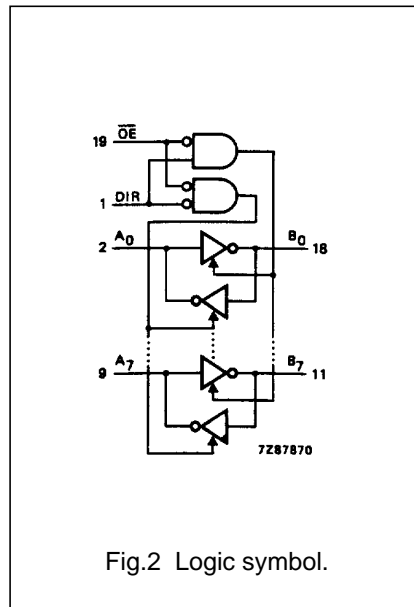 19 OE
1 DIR
2 A0 B0 18
9 A7 B7 11
7Z87870
Fig.2 Logic symbol.